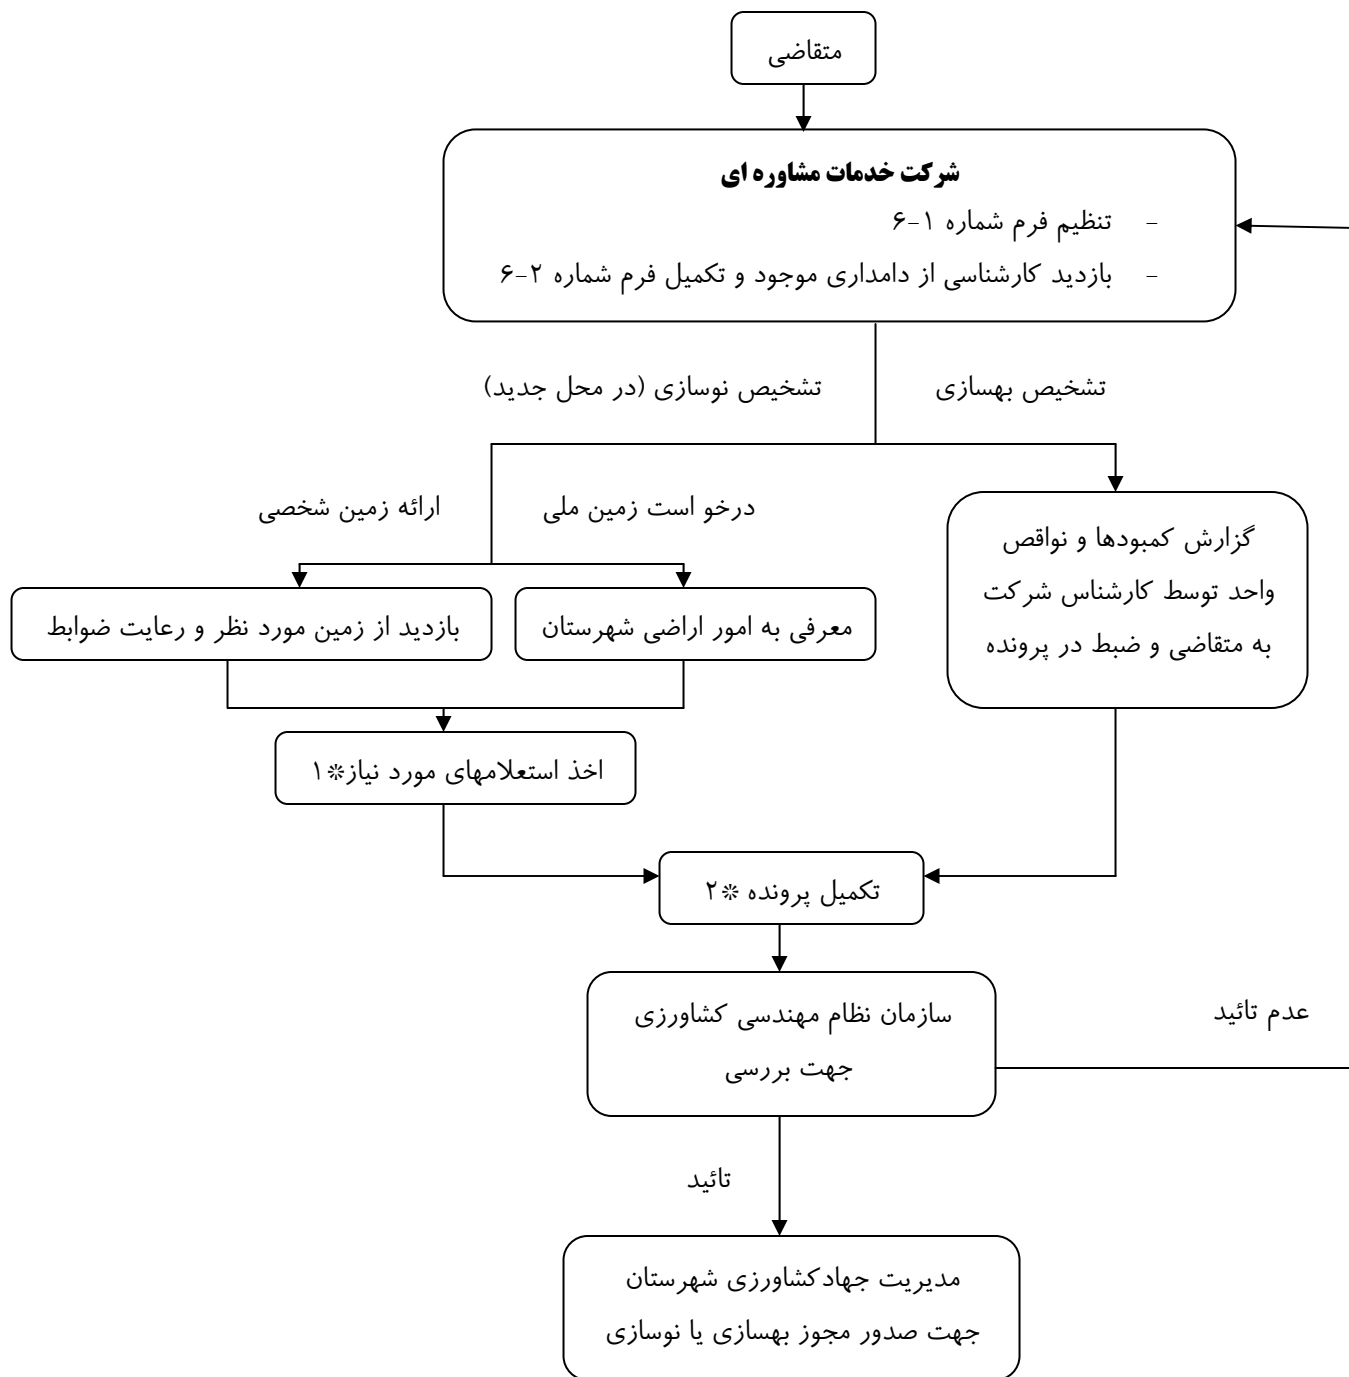 متقاضی
شرکت خدمات مشاوره ای
- تنظیم فرم شماره ۱-۶
- بازدید کارشناسی از دامداری موجود و تکمیل فرم شماره ۲-۶
تشخیص بهسازی
تشخیص نوسازی (در محل جدید)
درخو است زمین ملی
ارائه زمین شخصی
گزارش کمبودها و نواقص
واحد توسط کارشناس شرکت
به متقاضی و ضبط در پرونده
معرفی به امور اراضی شهرستان
بازدید از زمین مورد نظر و رعایت ضوابط
اخذ استعلامهای مورد نیاز*۱
تکمیل پرونده *۲
سازمان نظام مهندسی کشاورزی
جهت بررسی
عدم تائید
تائید
مدیریت جهادکشاورزی شهرستان
جهت صدور مجوز بهسازی یا نوسازی